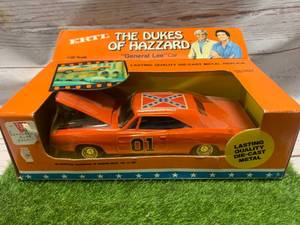 ERTL
THE DUKES
OF HAZZARD
"General Lee" Car
LASTING QUALITY DIE-CAST METAL REPLICA
01
LASTING
QUALITY
DIE-CAST
METAL